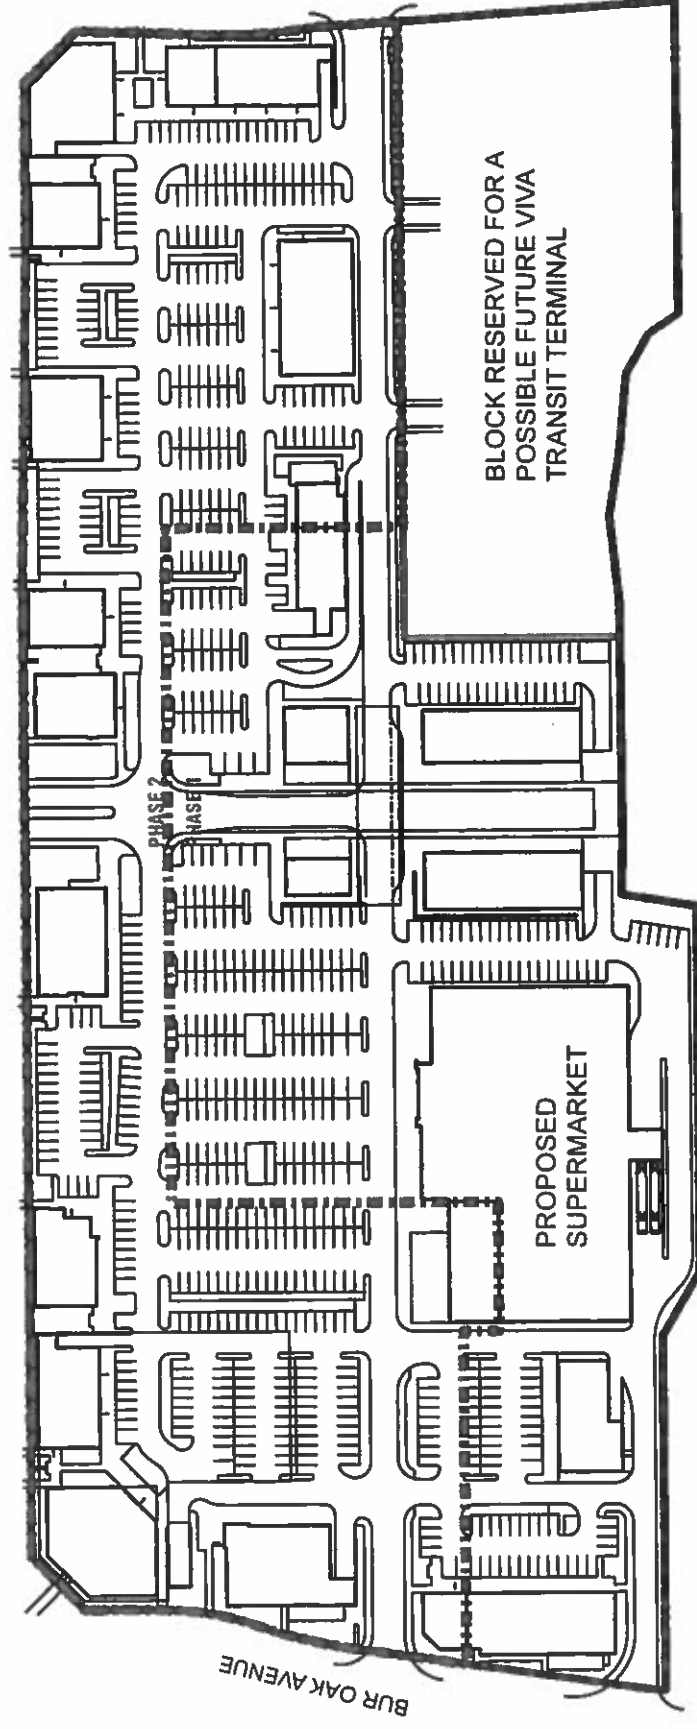 BLOCK RESERVED FOR A
POSSIBLE FUTURE VIVA
TRANSIT TERMINAL
PHASE 2
PROPOSED
SUPERMARKET
BUR OAK AVENUE